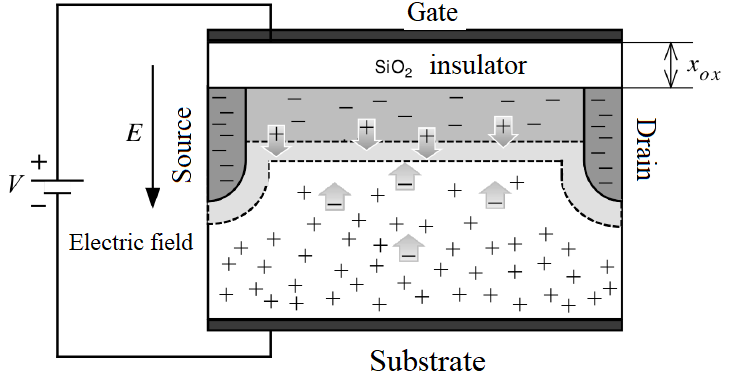 Gate
SiO₂ insulator
xₒₓ
Source
E
Drain
+
V
−
Electric field
Substrate